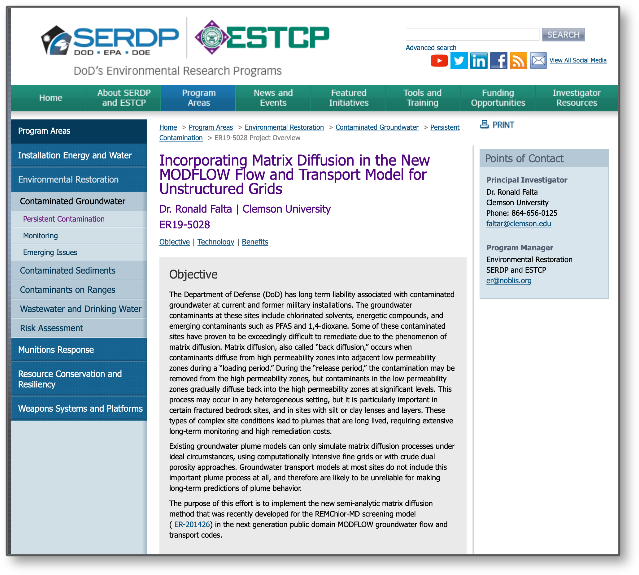 SERDP
DOD • EPA • DOE
ESTCP
DoD's Environmental Research Programs
SEARCH
Advanced search
View All Social Media
Home
About SERDP and ESTCP
Program Areas
News and Events
Featured Initiatives
Tools and Training
Funding Opportunities
Investigator Resources
Program Areas
Installation Energy and Water
Environmental Restoration
Contaminated Groundwater
Persistent Contamination
Monitoring
Emerging Issues
Contaminated Sediments
Contaminants on Ranges
Wastewater and Drinking Water
Risk Assessment
Munitions Response
Resource Conservation and
Resiliency
Weapons Systems and Platforms
Home > Program Areas > Environmental Restoration > Contaminated Groundwater > Persistent
Contamination > ER19-5028 Project Overview
Incorporating Matrix Diffusion in the New
MODFLOW Flow and Transport Model for
Unstructured Grids
Dr. Ronald Falta | Clemson University
ER19-5028
Objective | Technology | Benefits
Objective
The Department of Defense (DoD) has long term liability associated with contaminated
groundwater at current and former military installations. The groundwater
contaminants at these sites include chlorinated solvents, energetic compounds, and
emerging contaminants such as PFAS and 1,4-dioxane. Some of these contaminated
sites have proven to be exceedingly difficult to remediate due to the phenomenon of
matrix diffusion. Matrix diffusion, also called "back diffusion," occurs when
contaminants diffuse from high permeability zones into adjacent low permeability
zones during a "loading period." During the "release period," the contamination may be
removed from the high permeability zones, but contaminants in the low permeability
zones gradually diffuse back into the high permeability zones at significant levels. This
process may occur in any heterogeneous setting, but it is particularly important in
certain fractured bedrock sites, and in sites with silt or clay lenses and layers. These
types of complex site conditions lead to plumes that are long lived, requiring extensive
long-term monitoring and high remediation costs.
Existing groundwater plume models can only simulate matrix diffusion processes under
ideal circumstances, using computationally intensive fine grids or with crude dual
porosity approaches. Groundwater transport models at most sites do not include this
important plume process at all, and therefore are likely to be unreliable for making
long-term predictions of plume behavior.
The purpose of this effort is to implement the new semi-analytic matrix diffusion
method that was recently developed for the REMChlor-MD screening model
( ER-201426) in the next generation public domain MODFLOW groundwater flow and
transport codes.
PRINT
Points of Contact
Principal Investigator
Dr. Ronald Falta
Clemson University
Phone: 864-656-0125
faltar@clemson.edu
Program Manager
Environmental Restoration
SERDP and ESTCP
er@noblis.org